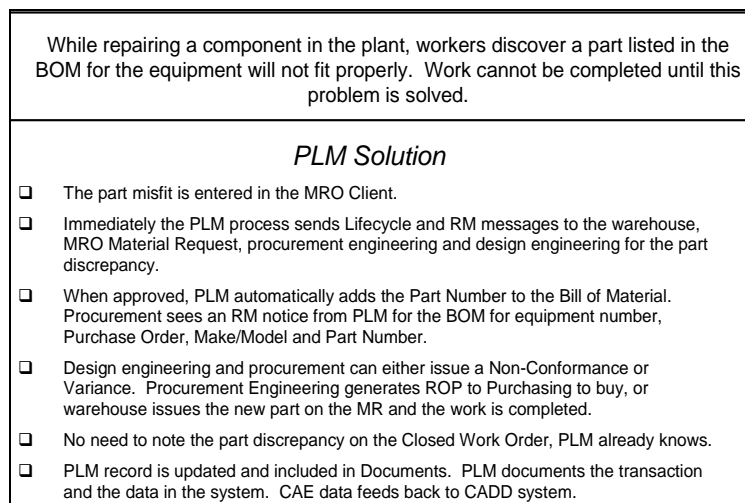 While repairing a component in the plant, workers discover a part listed in the
BOM for the equipment will not fit properly.  Work cannot be completed until this
problem is solved.
PLM Solution
❑ The part misfit is entered in the MRO Client.
❑ Immediately the PLM process sends Lifecycle and RM messages to the warehouse,
MRO Material Request, procurement engineering and design engineering for the part
discrepancy.
❑ When approved, PLM automatically adds the Part Number to the Bill of Material.
Procurement sees an RM notice from PLM for the BOM for equipment number,
Purchase Order, Make/Model and Part Number.
❑ Design engineering and procurement can either issue a Non-Conformance or
Variance.  Procurement Engineering generates ROP to Purchasing to buy, or
warehouse issues the new part on the MR and the work is completed.
❑ No need to note the part discrepancy on the Closed Work Order, PLM already knows.
❑ PLM record is updated and included in Documents.  PLM documents the transaction
and the data in the system.  CAE data feeds back to CADD system.